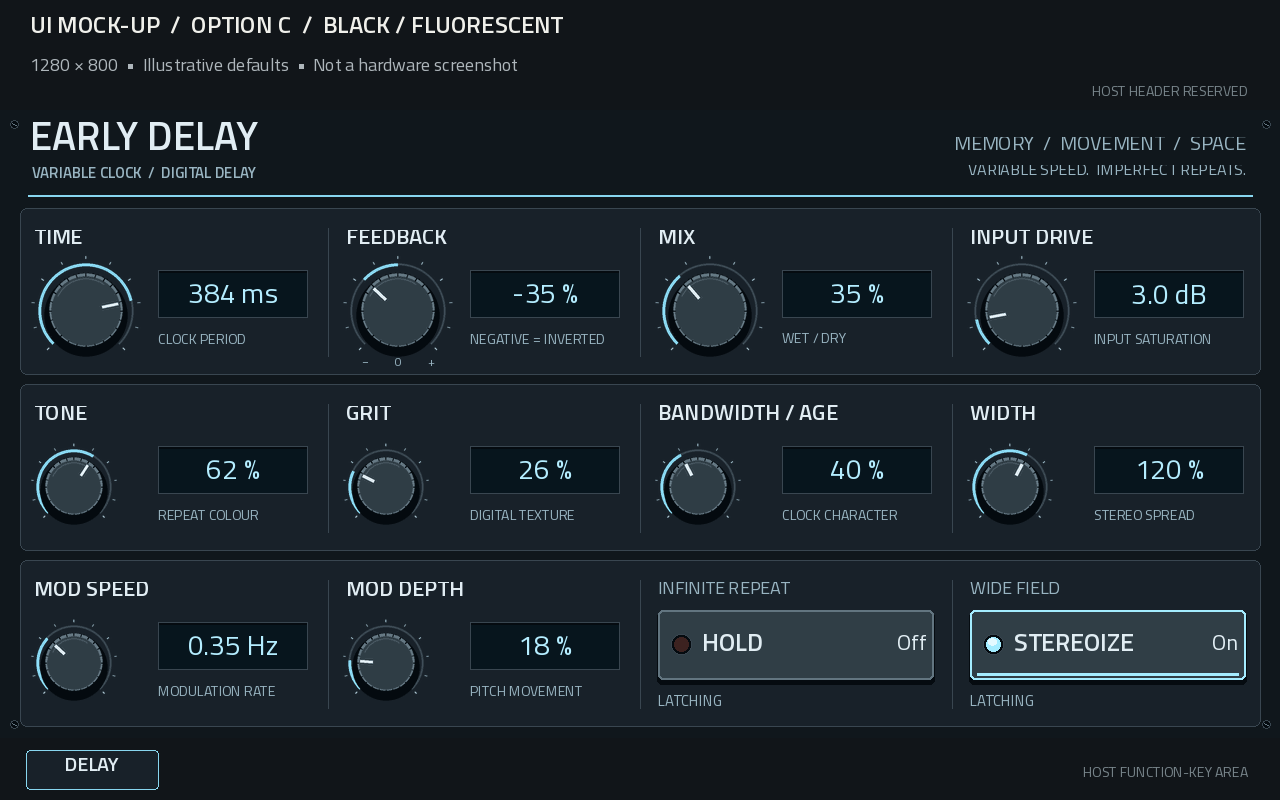 UI MOCK-UP / OPTION C / BLACK / FLUORESCENT
1280 × 800 ▪ Illustrative defaults ▪ Not a hardware screenshot
HOST HEADER RESERVED
EARLY DELAY
MEMORY / MOVEMENT / SPACE
VARIABLE CLOCK / DIGITAL DELAY
VARIABLE SPEED. IMPERFECT REPEATS.
TIME
384 ms
CLOCK PERIOD
FEEDBACK
-35 %
NEGATIVE = INVERTED
− 0 +
MIX
35 %
WET / DRY
INPUT DRIVE
3.0 dB
INPUT SATURATION
TONE
62 %
REPEAT COLOUR
GRIT
26 %
DIGITAL TEXTURE
BANDWIDTH / AGE
40 %
CLOCK CHARACTER
WIDTH
120 %
STEREO SPREAD
MOD SPEED
0.35 Hz
MODULATION RATE
MOD DEPTH
18 %
PITCH MOVEMENT
INFINITE REPEAT
HOLD Off
LATCHING
WIDE FIELD
STEREOIZE On
LATCHING
DELAY
HOST FUNCTION-KEY AREA